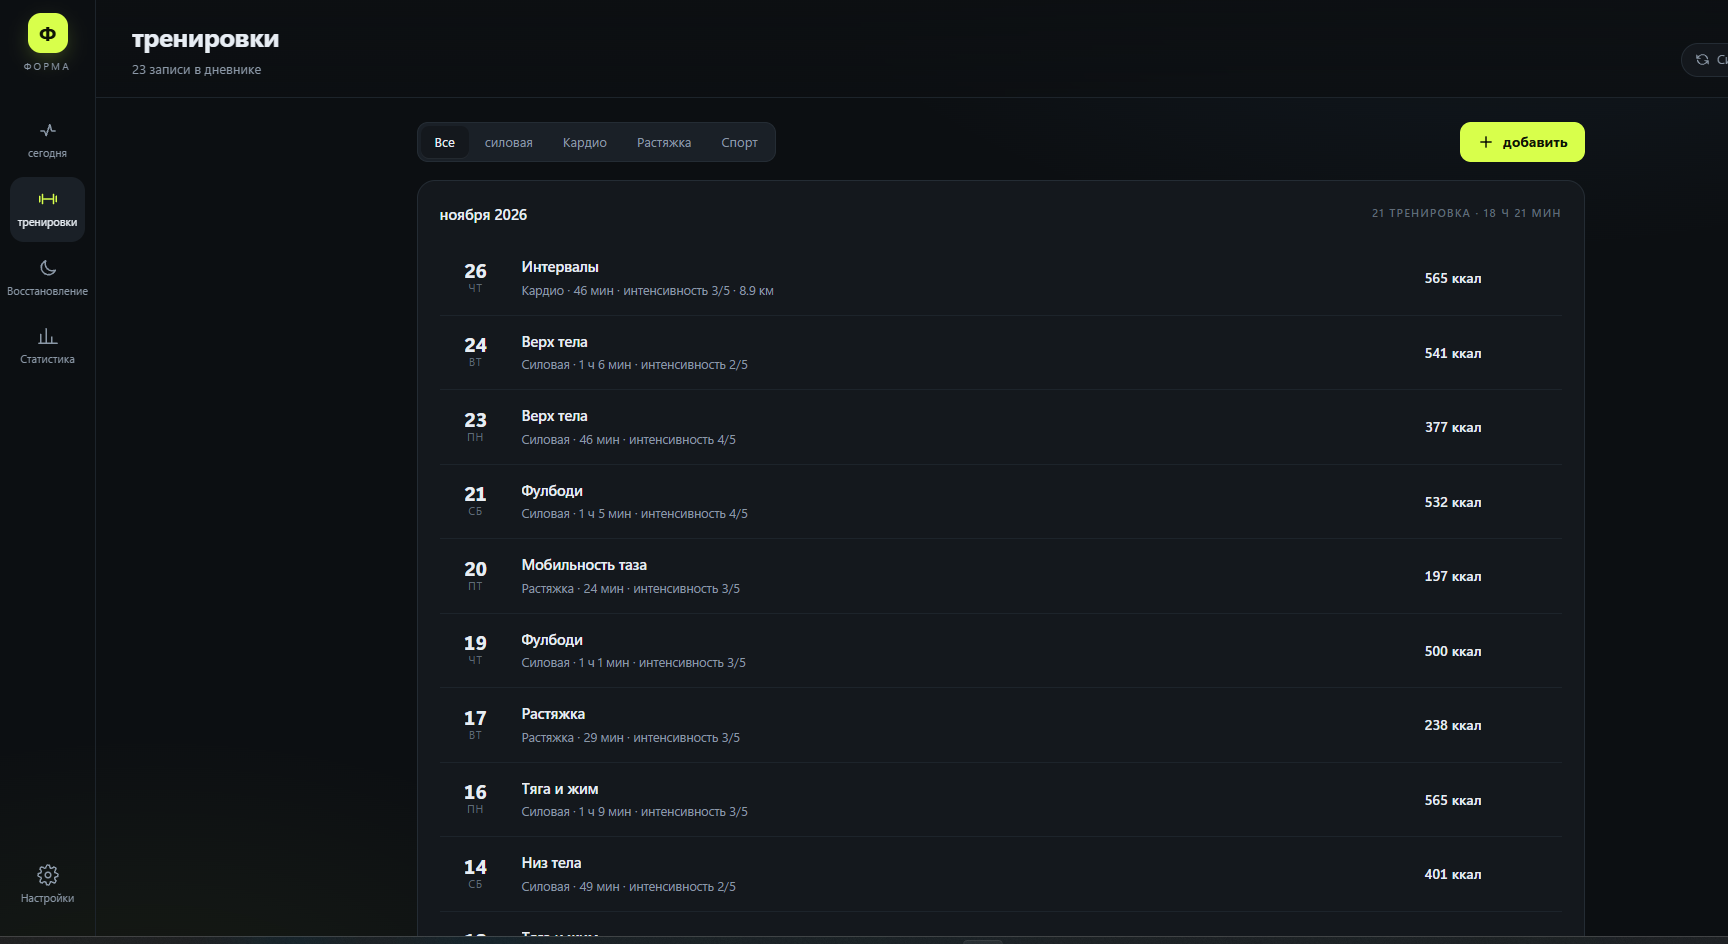 Ф
ФОРМА
сегодня
тренировки
Восстановление
Статистика
Настройки
тренировки
23 записи в дневнике
Все
силовая
Кардио
Растяжка
Спорт
+ добавить
ноября 2026
21 ТРЕНИРОВКА · 18 Ч 21 МИН
26
ЧТ
Интервалы
Кардио · 46 мин · интенсивность 3/5 · 8.9 км
565 ккал
24
ВТ
Верх тела
Силовая · 1 ч 6 мин · интенсивность 2/5
541 ккал
23
ПН
Верх тела
Силовая · 46 мин · интенсивность 4/5
377 ккал
21
СБ
Фулбоди
Силовая · 1 ч 5 мин · интенсивность 4/5
532 ккал
20
ПТ
Мобильность таза
Растяжка · 24 мин · интенсивность 3/5
197 ккал
19
ЧТ
Фулбоди
Силовая · 1 ч 1 мин · интенсивность 3/5
500 ккал
17
ВТ
Растяжка
Растяжка · 29 мин · интенсивность 3/5
238 ккал
16
ПН
Тяга и жим
Силовая · 1 ч 9 мин · интенсивность 3/5
565 ккал
14
СБ
Низ тела
Силовая · 49 мин · интенсивность 2/5
401 ккал